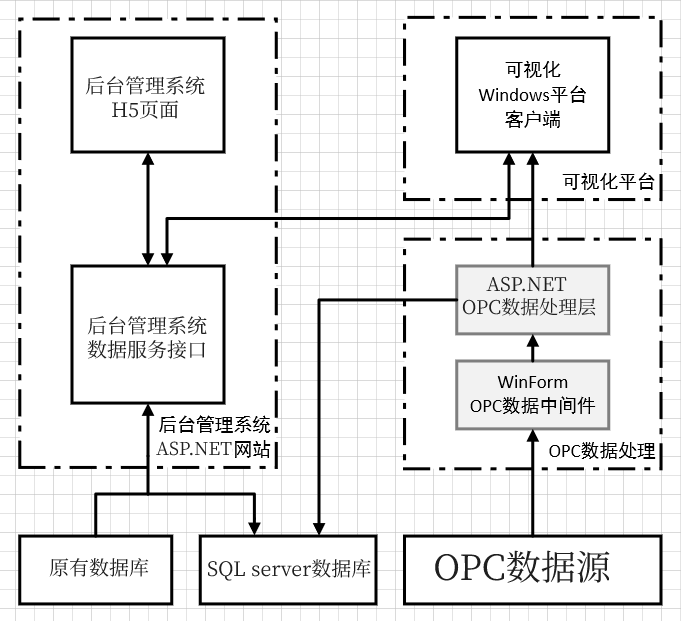 后台管理系统
H5页面
可视化
Windows平台
客户端
可视化平台
后台管理系统
数据服务接口
ASP.NET
OPC数据处理层
WinForm
OPC数据中间件
后台管理系统
ASP.NET网站
OPC数据处理
原有数据库
SQL server数据库
OPC数据源